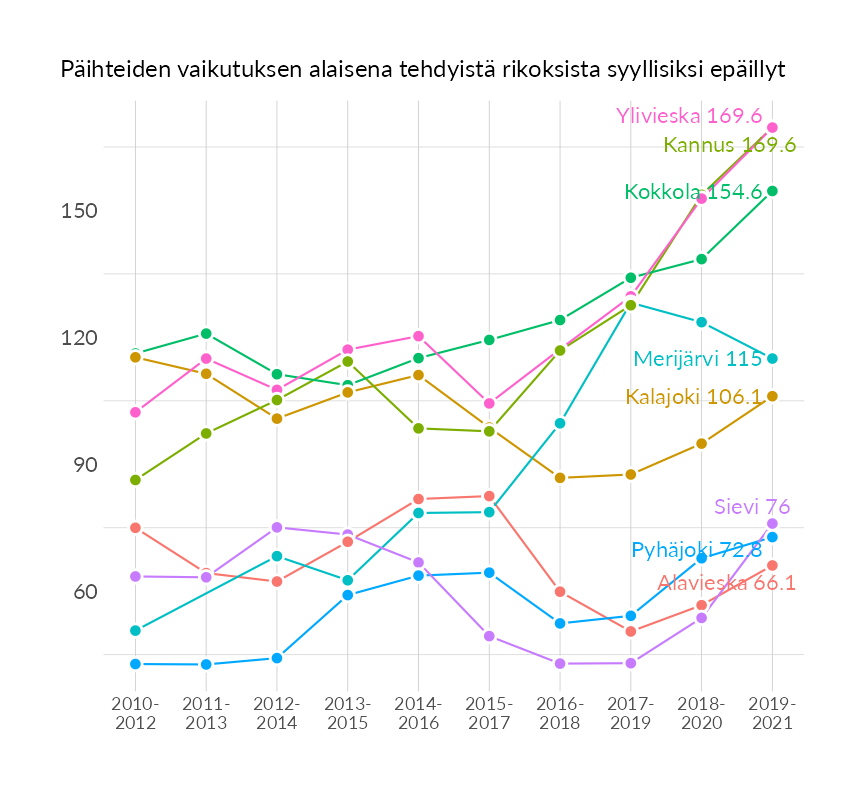 Päihteiden vaikutuksen alaisena tehdyistä rikoksista syyllisiksi epäillyt
Ylivieska 169.6
Kannus 169.6
Kokkola 154.6
150
120
Merijärvi 115
Kalajoki 106.1
90
Sievi 76
Pyhäjoki 72.8
Alavieska 66.1
60
2010- 2011- 2012- 2013- 2014- 2015- 2016- 2017- 2018- 2019-
2012 2013 2014 2015 2016 2017 2018 2019 2020 2021